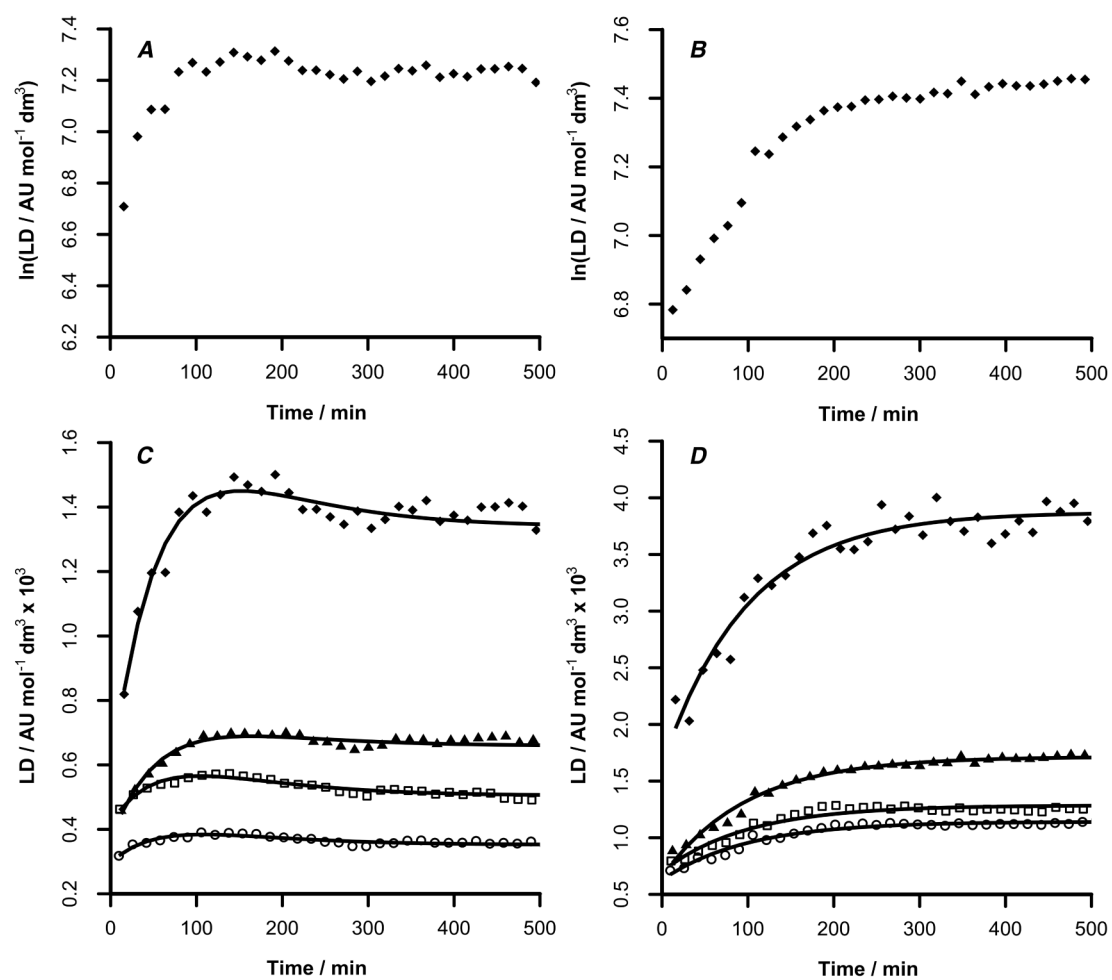 A
ln(LD / AU mol⁻¹ dm³)
7.4
7.2
7.0
6.8
6.6
6.4
6.2
0 100 200 300 400 500
Time / min
B
ln(LD / AU mol⁻¹ dm³)
7.6
7.4
7.2
7.0
6.8
0 100 200 300 400 500
Time / min
C
LD / AU mol⁻¹ dm³ x 10³
1.6
1.4
1.2
1.0
0.8
0.6
0.4
0.2
0 100 200 300 400 500
Time / min
D
LD / AU mol⁻¹ dm³ x 10³
4.5
4.0
3.5
3.0
2.5
2.0
1.5
1.0
0.5
0 100 200 300 400 500
Time / min